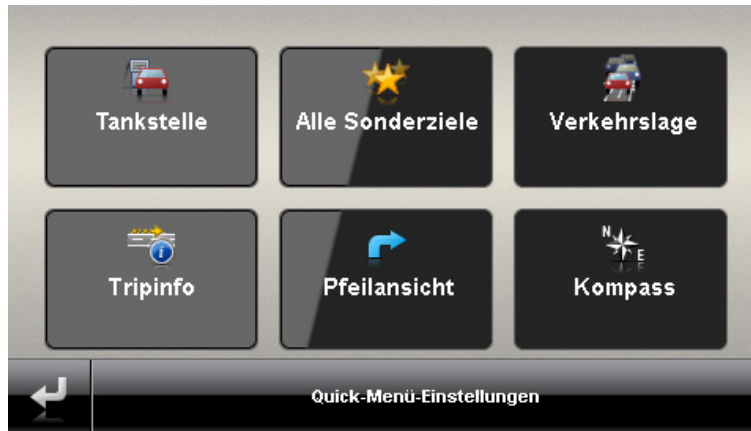 Tankstelle
Alle Sonderziele
Verkehrslage
Tripinfo
Pfeilansicht
N
E
Kompass
Quick-Menü-Einstellungen